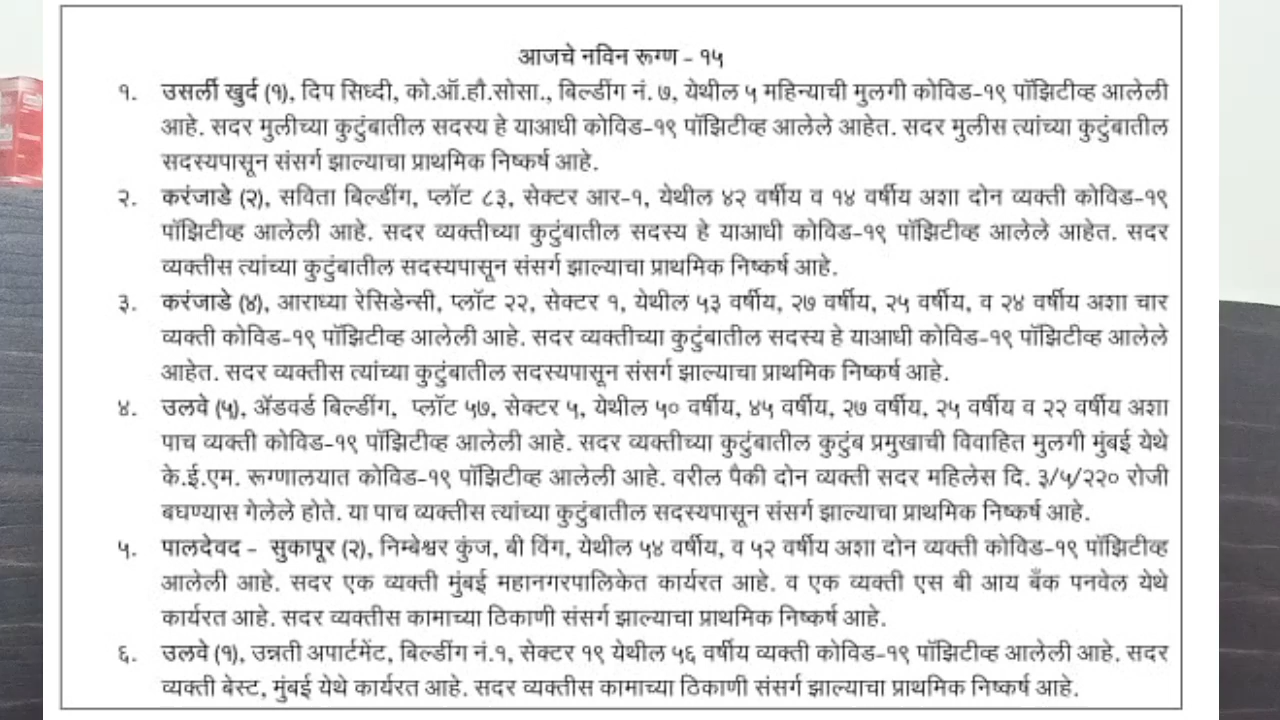 आजचे नविन रूग्ण – १५
१. उसर्ली खुर्द (१), दिप सिध्दी, को.ऑ.हौ.सोसा., बिल्डींग नं. ७, येथील ५ महिन्याची मुलगी कोविड-१९ पॉझिटीव्ह आलेली
आहे. सदर मुलीच्या कुटुंबातील सदस्य हे याआधी कोविड-१९ पॉझिटीव्ह आलेले आहेत. सदर मुलीस त्यांच्या कुटुंबातील
सदस्यपासून संसर्ग झाल्याचा प्राथमिक निष्कर्ष आहे.
२. करंजाडे (२), सविता बिल्डींग, प्लॉट ८३, सेक्टर आर-१, येथील ४२ वर्षीय व १४ वर्षीय अशा दोन व्यक्ती कोविड-१९
पॉझिटीव्ह आलेली आहे. सदर व्यक्तीच्या कुटुंबातील सदस्य हे याआधी कोविड-१९ पॉझिटीव्ह आलेले आहेत. सदर
व्यक्तीस त्यांच्या कुटुंबातील सदस्यपासून संसर्ग झाल्याचा प्राथमिक निष्कर्ष आहे.
३. करंजाडे (४), आराध्या रेसिडेन्सी, प्लॉट २२, सेक्टर १, येथील ५३ वर्षीय, २७ वर्षीय, २५ वर्षीय, व २४ वर्षीय अशा चार
व्यक्ती कोविड-१९ पॉझिटीव्ह आलेली आहे. सदर व्यक्तीच्या कुटुंबातील सदस्य हे याआधी कोविड-१९ पॉझिटीव्ह आलेले
आहेत. सदर व्यक्तीस त्यांच्या कुटुंबातील सदस्यपासून संसर्ग झाल्याचा प्राथमिक निष्कर्ष आहे.
४. उलवे (५), ॲडवर्ड बिल्डींग, प्लॉट ५७, सेक्टर ५, येथील ५० वर्षीय, ४५ वर्षीय, २७ वर्षीय, २५ वर्षीय व २२ वर्षीय अशा
पाच व्यक्ती कोविड-१९ पॉझिटीव्ह आलेली आहे. सदर व्यक्तीच्या कुटुंबातील कुटुंब प्रमुखाची विवाहित मुलगी मुंबई येथे
के.ई.एम. रूग्णालयात कोविड-१९ पॉझिटीव्ह आलेली आहे. वरील पैकी दोन व्यक्ती सदर महिलेस दि. ३/५/२२० रोजी
बघण्यास गेलेले होते. या पाच व्यक्तीस त्यांच्या कुटुंबातील सदस्यपासून संसर्ग झाल्याचा प्राथमिक निष्कर्ष आहे.
५. पालदेवद – सुकापूर (२), निम्बेश्वर कुंज, बी विंग, येथील ५४ वर्षीय, व ५२ वर्षीय अशा दोन व्यक्ती कोविड-१९ पॉझिटीव्ह
आलेली आहे. सदर एक व्यक्ती मुंबई महानगरपालिकेत कार्यरत आहे. व एक व्यक्ती एस बी आय बँक पनवेल येथे
कार्यरत आहे. सदर व्यक्तीस कामाच्या ठिकाणी संसर्ग झाल्याचा प्राथमिक निष्कर्ष आहे.
६. उलवे (१), उन्नती अपार्टमेंट, बिल्डींग नं.१, सेक्टर १९ येथील ५६ वर्षीय व्यक्ती कोविड-१९ पॉझिटीव्ह आलेली आहे. सदर
व्यक्ती बेस्ट, मुंबई येथे कार्यरत आहे. सदर व्यक्तीस कामाच्या ठिकाणी संसर्ग झाल्याचा प्राथमिक निष्कर्ष आहे.